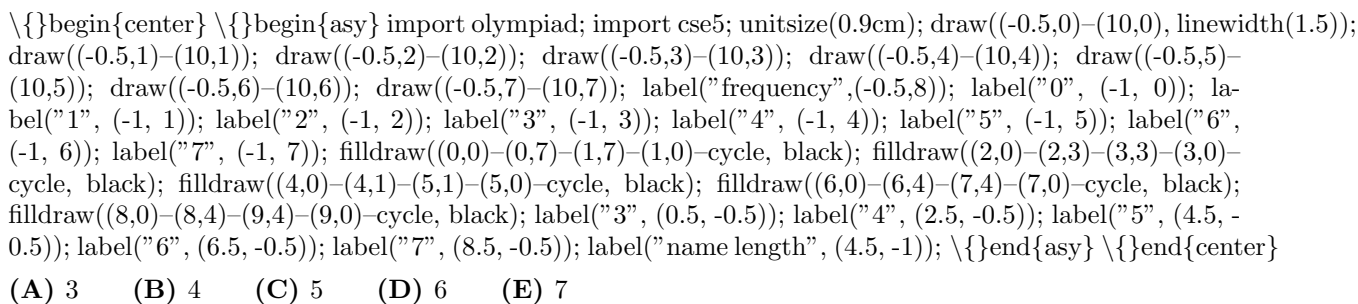 \{}begin{center} \{}begin{asy} import olympiad; import cse5; unitsize(0.9cm); draw((-0.5,0)–(10,0), linewidth(1.5));
draw((-0.5,1)–(10,1)); draw((-0.5,2)–(10,2)); draw((-0.5,3)–(10,3)); draw((-0.5,4)–(10,4)); draw((-0.5,5)–
(10,5)); draw((-0.5,6)–(10,6)); draw((-0.5,7)–(10,7)); label("frequency",(-0.5,8)); label("0", (-1, 0)); la-
bel("1", (-1, 1)); label("2", (-1, 2)); label("3", (-1, 3)); label("4", (-1, 4)); label("5", (-1, 5)); label("6",
(-1, 6)); label("7", (-1, 7)); filldraw((0,0)–(0,7)–(1,7)–(1,0)–cycle, black); filldraw((2,0)–(2,3)–(3,3)–(3,0)–
cycle, black); filldraw((4,0)–(4,1)–(5,1)–(5,0)–cycle, black); filldraw((6,0)–(6,4)–(7,4)–(7,0)–cycle, black);
filldraw((8,0)–(8,4)–(9,4)–(9,0)–cycle, black); label("3", (0.5, -0.5)); label("4", (2.5, -0.5)); label("5", (4.5, -
0.5)); label("6", (6.5, -0.5)); label("7", (8.5, -0.5)); label("name length", (4.5, -1)); \{}end{asy} \{}end{center}
(A) 3 (B) 4 (C) 5 (D) 6 (E) 7